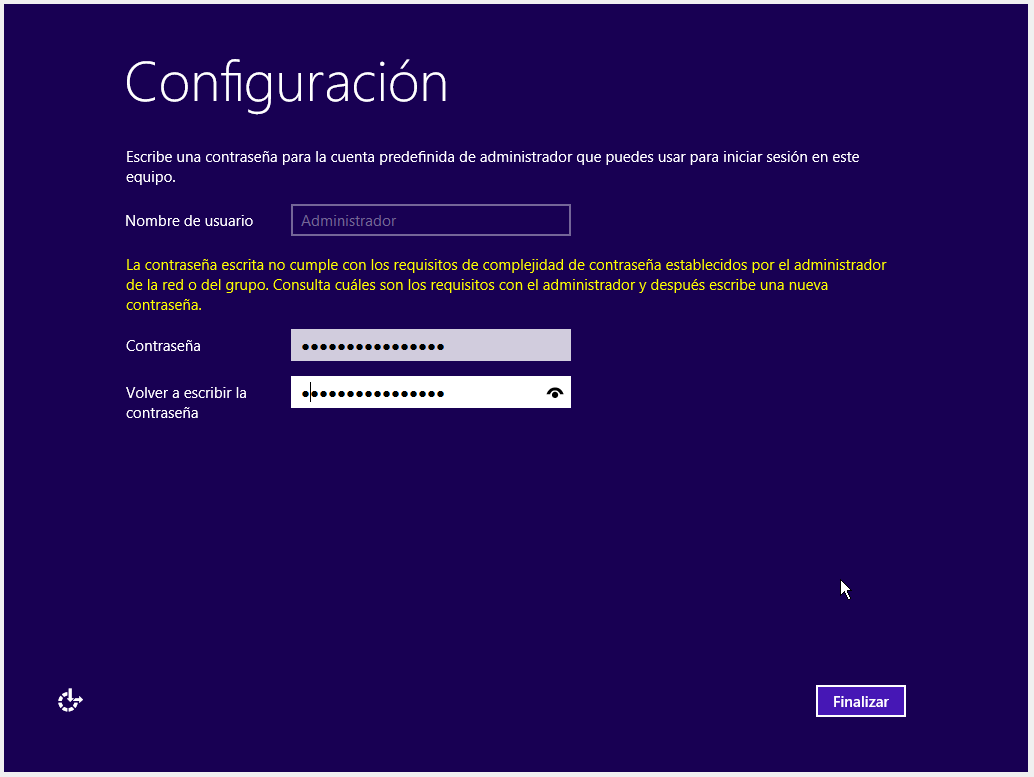 Configuración
Escribe una contraseña para la cuenta predefinida de administrador que puedes usar para iniciar sesión en este
equipo.
Nombre de usuario
Administrador
La contraseña escrita no cumple con los requisitos de complejidad de contraseña establecidos por el administrador
de la red o del grupo. Consulta cuáles son los requisitos con el administrador y después escribe una nueva
contraseña.
Contraseña
••••••••••••••••
Volver a escribir la
contraseña
••••••••••••••••
Finalizar